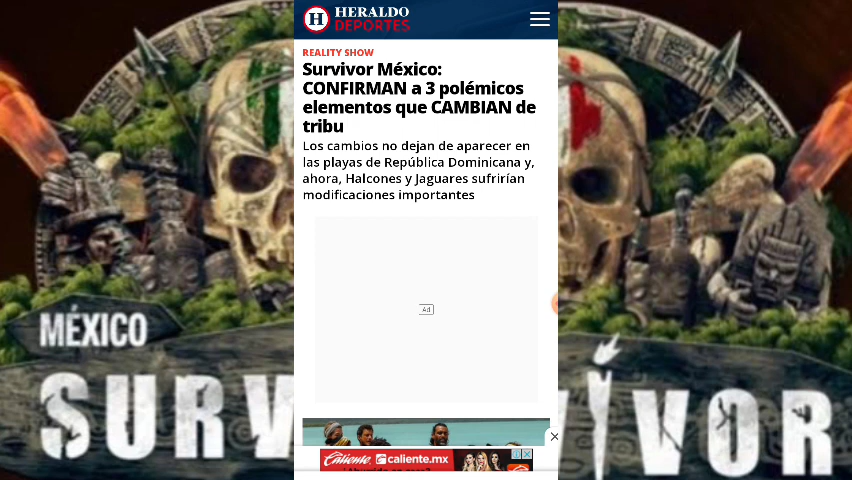 HERALDO
DEPORTES
REALITY SHOW
Survivor México:
CONFIRMAN a 3 polémicos
elementos que CAMBIAN de
tribu
Los cambios no dejan de aparecer en
las playas de República Dominicana y,
ahora, Halcones y Jaguares sufrirían
modificaciones importantes
Ad
Caliente caliente.mx
MÉXICO
SURV
IVOR